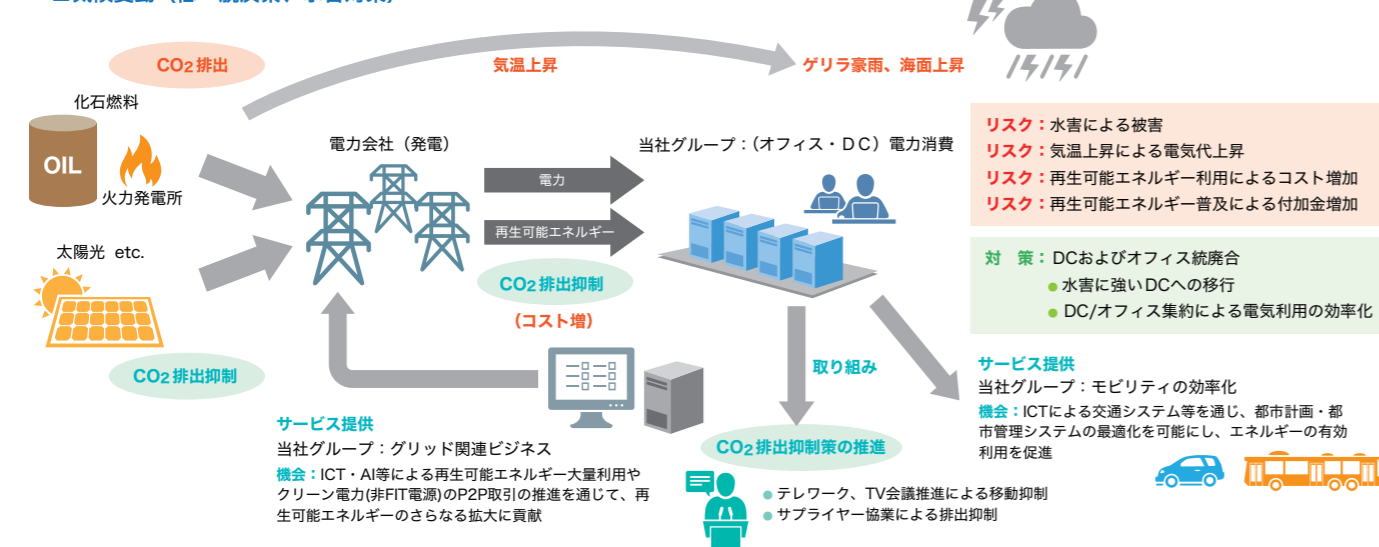 CO2排出
気温上昇
ゲリラ豪雨、海面上昇
化石燃料
OIL
火力発電所
太陽光 etc.
CO2排出抑制
電力会社（発電）
電力
再生可能エネルギー
CO2排出抑制
（コスト増）
当社グループ：（オフィス・DC）電力消費
リスク：水害による被害
リスク：気温上昇による電気代上昇
リスク：再生可能エネルギー利用によるコスト増加
リスク：再生可能エネルギー普及による付加金増加
対　策：DCおよびオフィス統廃合
● 水害に強いDCへの移行
● DC/オフィス集約による電気利用の効率化
サービス提供
当社グループ：グリッド関連ビジネス
機会：ICT・AI等による再生可能エネルギー大量利用や
クリーン電力(非FIT電源)のP2P取引の推進を通じて、再
生可能エネルギーのさらなる拡大に貢献
取り組み
CO2排出抑制策の推進
● テレワーク、TV会議推進による移動抑制
● サプライヤー協業による排出抑制
サービス提供
当社グループ：モビリティの効率化
機会：ICTによる交通システム等を通じ、都市計画・都
市管理システムの最適化を可能にし、エネルギーの有効
利用を促進